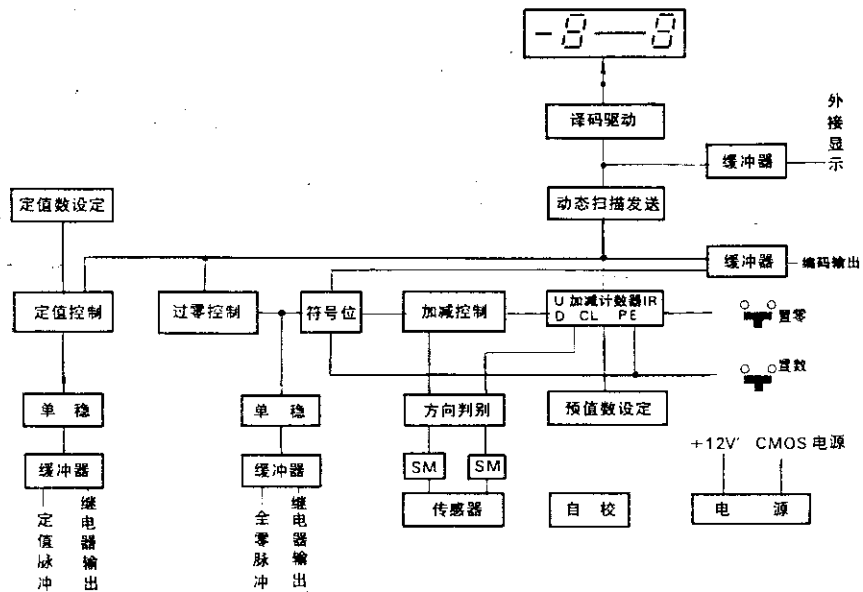 -8—8
译码驱动
外接显示
缓冲器
定值数设定
动态扫描发送
缓冲器
编码输出
定值控制
过零控制
符号位
加减控制
U 加减计数器 IR
D CL PE
置零
置数
单 稳
单 稳
方向判别
预值数设定
缓冲器
缓冲器
SM
SM
+12V
CMOS 电源
传感器
自 校
电 源
定值脉冲
继电器输出
全零脉冲
继电器输出